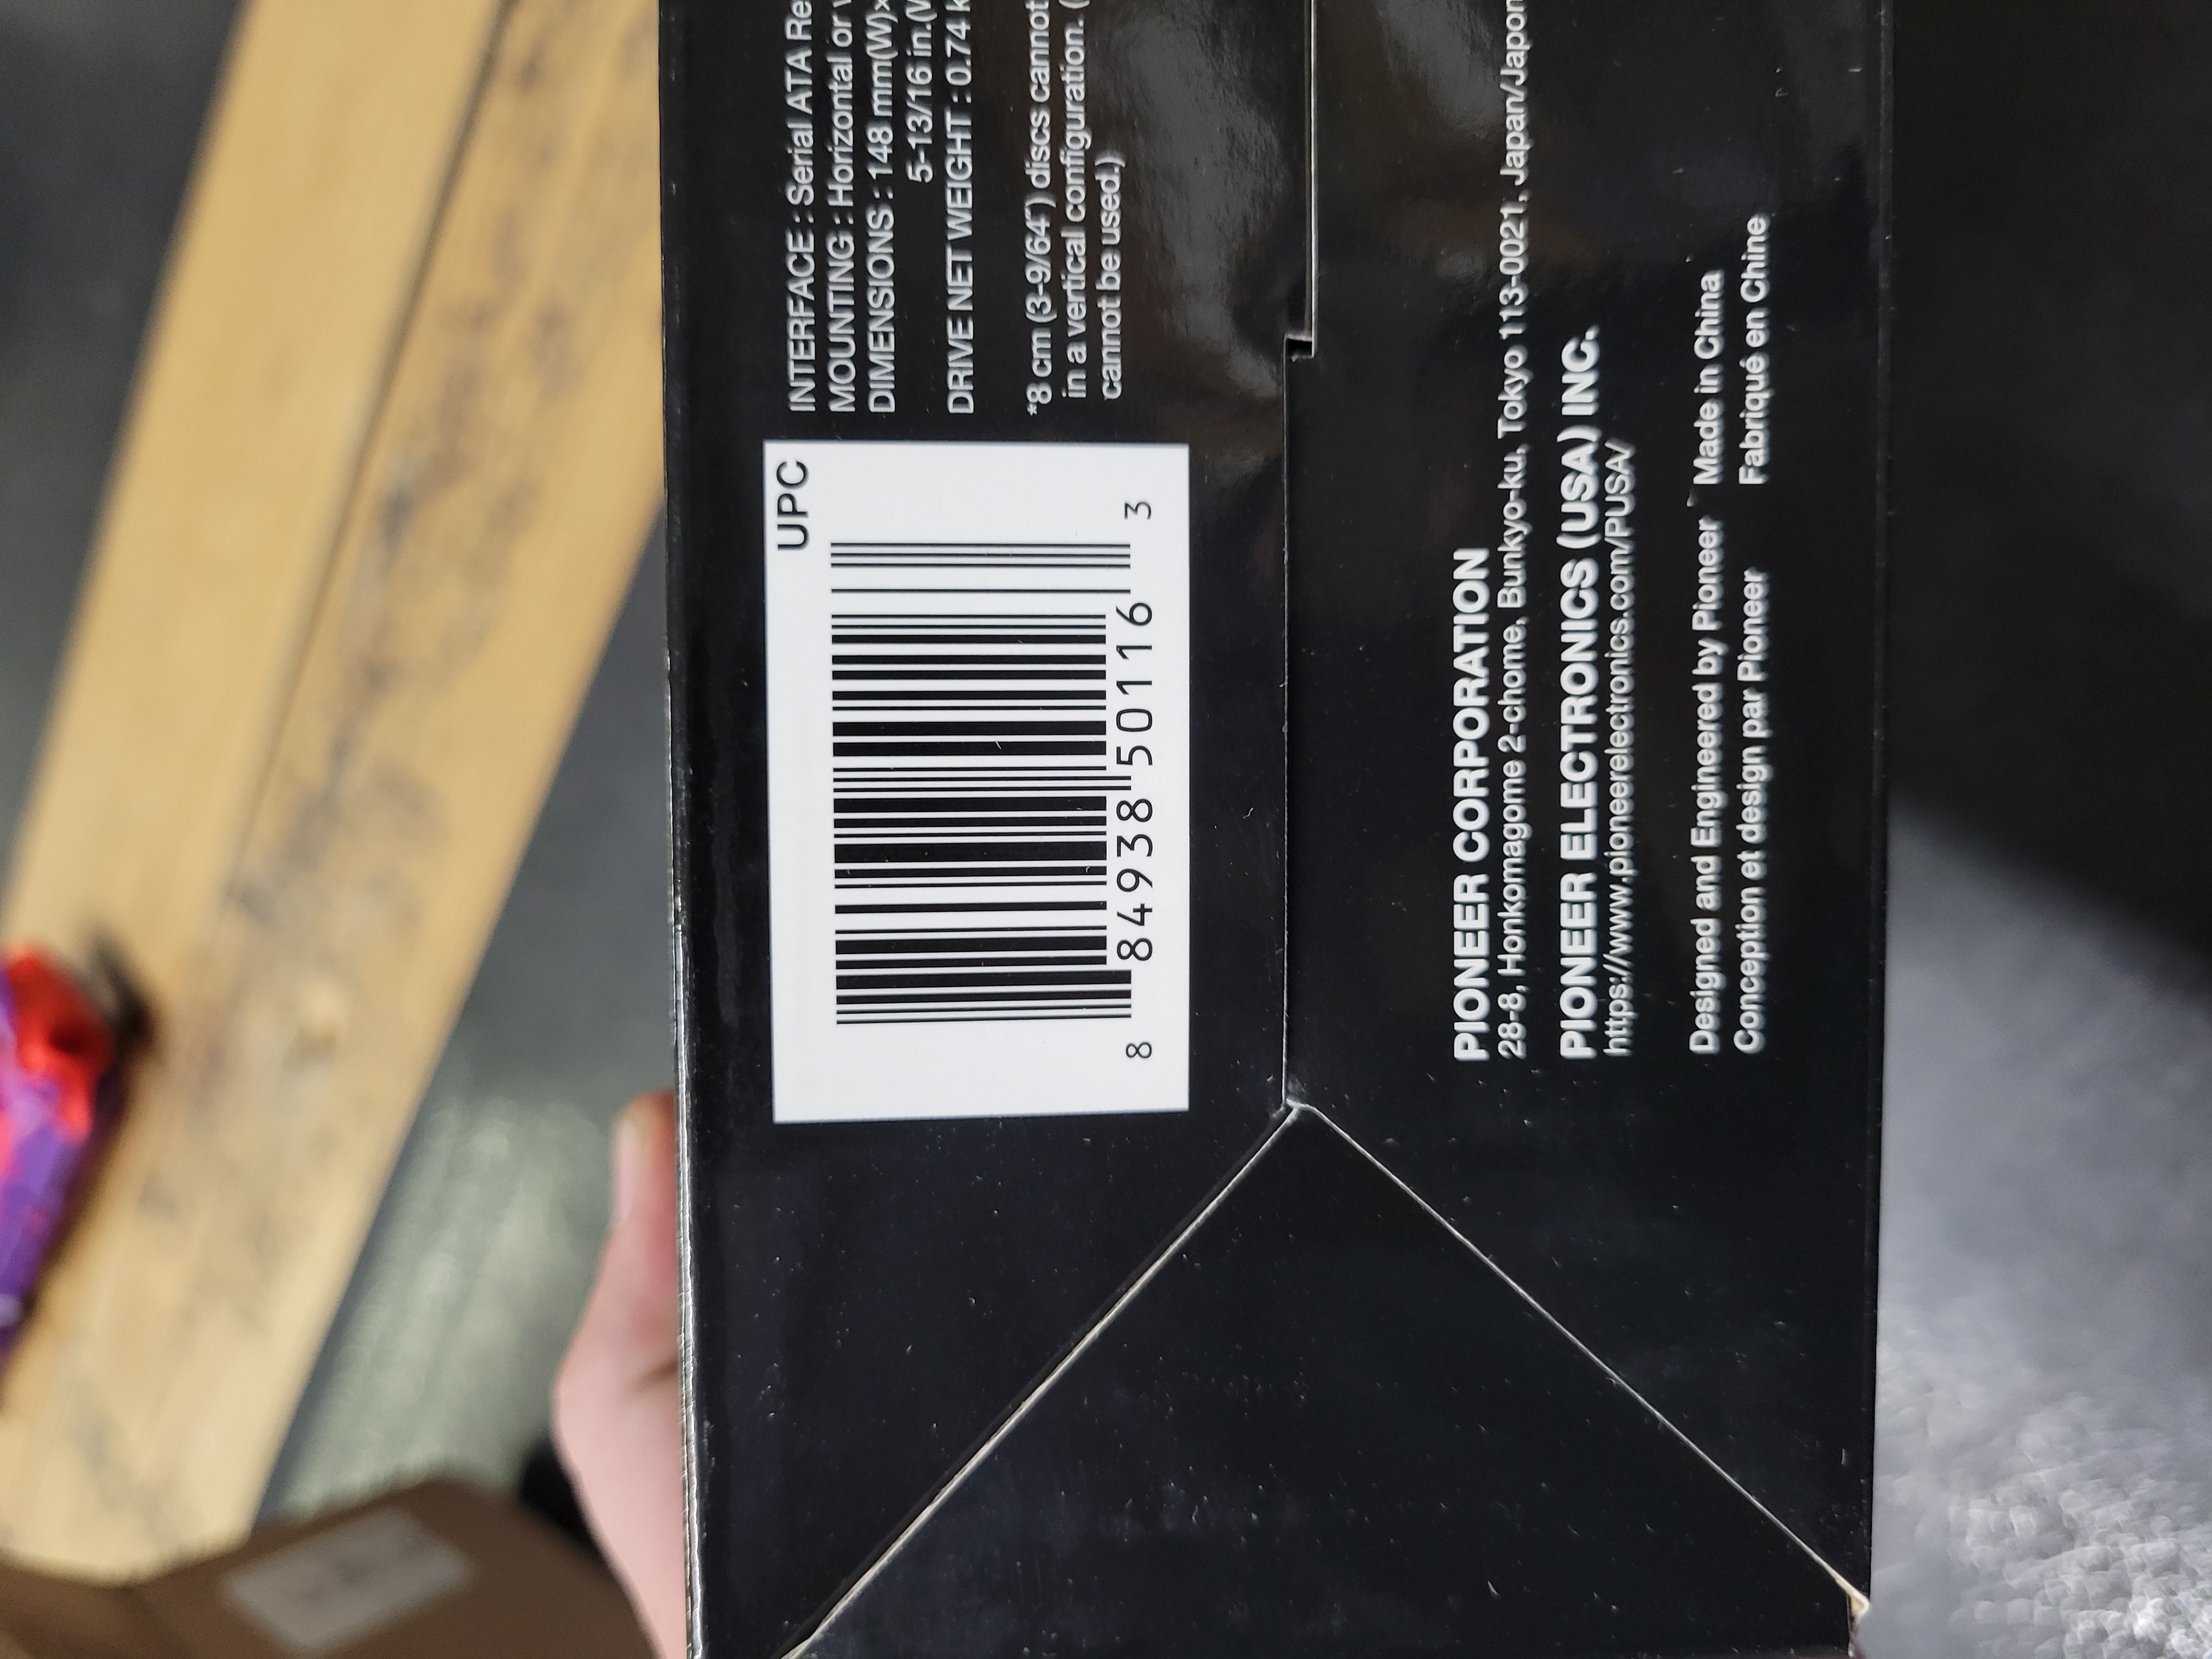 INTERFACE : Serial ATA
MOUNTING : Horizontal or
DIMENSIONS : 148 mm(W)×
5-13/16 in.
DRIVE NET WEIGHT : 0.74
*8 cm (3-9/64") discs cannot
in a vertical configuration. (
cannot be used.)
UPC
8 84938 50116 3
PIONEER CORPORATION
28-8, Honkomagome 2-chome, Bunkyo-ku, Tokyo 113-0021, Japan/Japon
PIONEER ELECTRONICS (USA) INC.
https://www.pioneerelectronics.com/PUSA/
Designed and Engineered by Pioneer Made in China
Conception et design par Pioneer Fabriqué en Chine